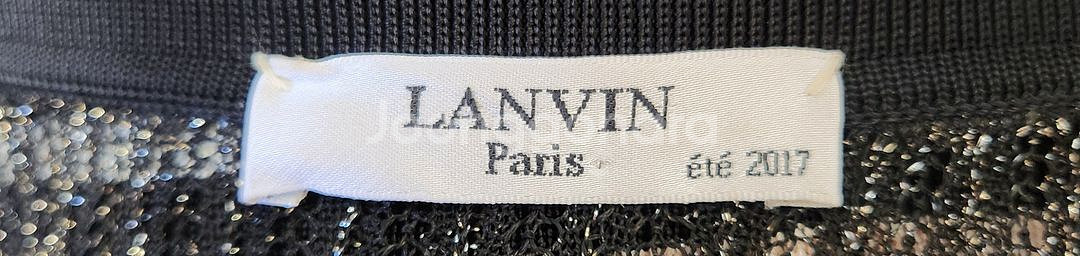 LANVIN
Paris
été 2017